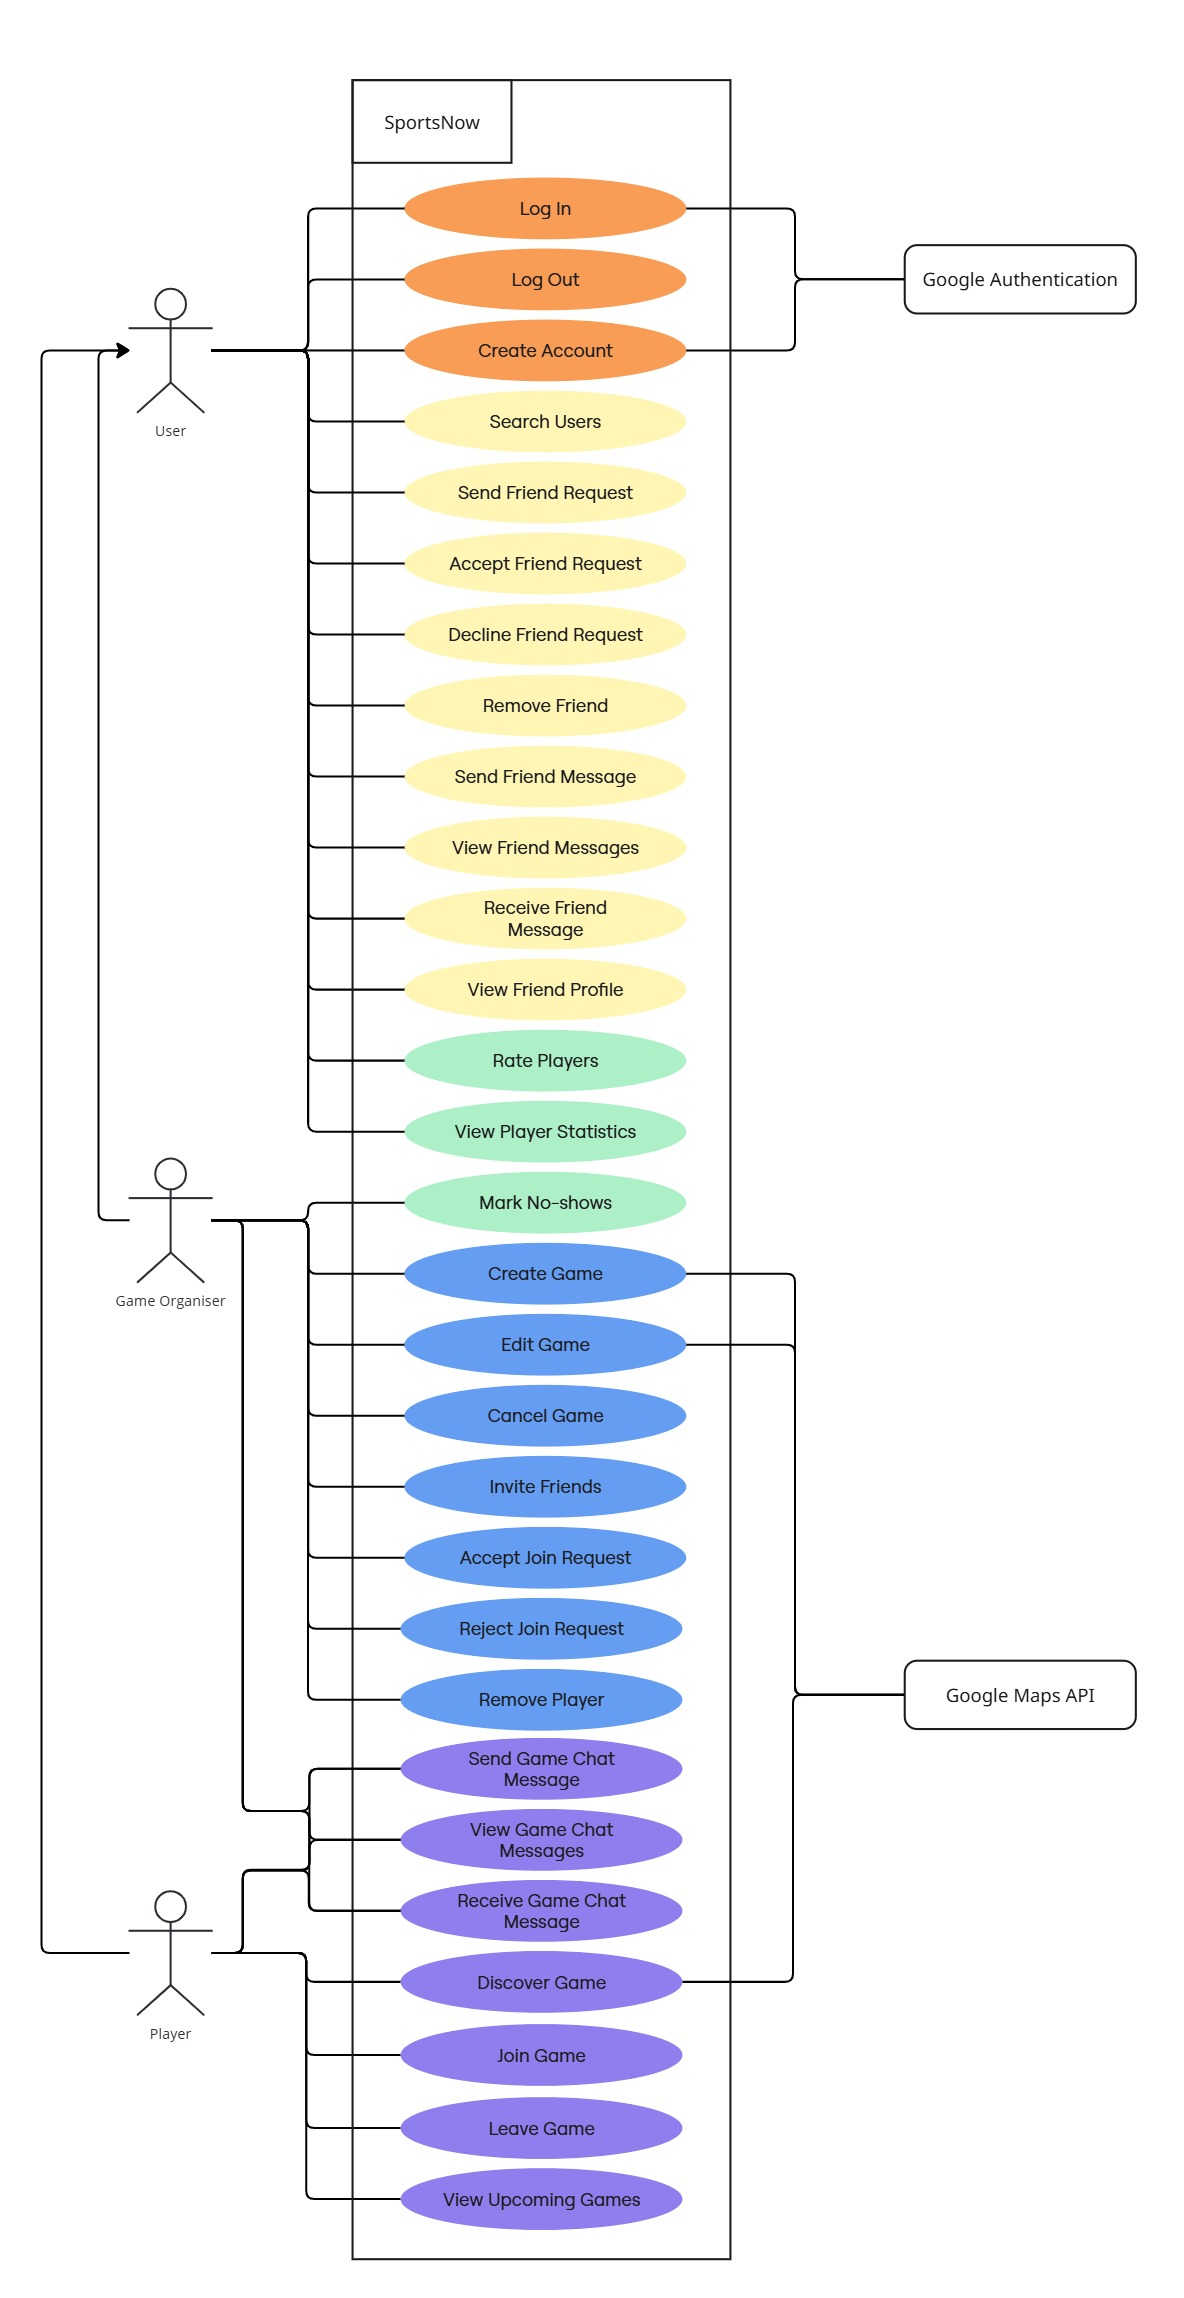 SportsNow
Log In
Google Authentication
Log Out
Create Account
User
Search Users
Send Friend Request
Accept Friend Request
Decline Friend Request
Remove Friend
Send Friend Message
View Friend Messages
Receive Friend
Message
View Friend Profile
Rate Players
View Player Statistics
Mark No-shows
Create Game
Game Organiser
Edit Game
Cancel Game
Invite Friends
Accept Join Request
Reject Join Request
Google Maps API
Remove Player
Send Game Chat
Message
View Game Chat
Messages
Receive Game Chat
Message
Discover Game
Player
Join Game
Leave Game
View Upcoming Games